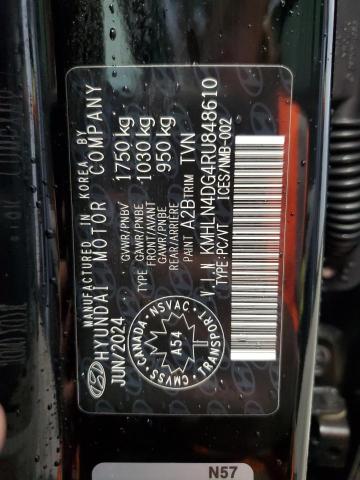 MANUFACTURED IN KOREA BY
HYUNDAI MOTOR COMPANY
JUN/2024
GVWR/PNBV 1750 kg
TYPE: GAWR/PNBE FRONT/AVANT 1030 kg
GAWR/PNBE REAR/ARRIÈRE 950 kg
PAINT A2B TRIM TVN
V.I.N KMHLN4DG4RU848610
TYPE:PC/VT ICES/NMB-002
CANADA NSVAC
A54
CMVSS TRANSPORT
N57